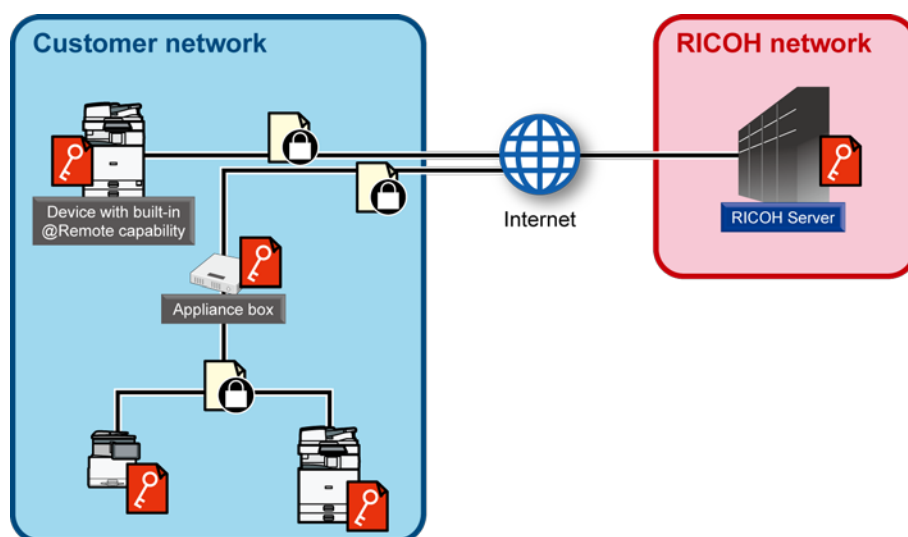 Customer network
RICOH network
Device with built-in
@Remote capability
Internet
RICOH Server
Appliance box